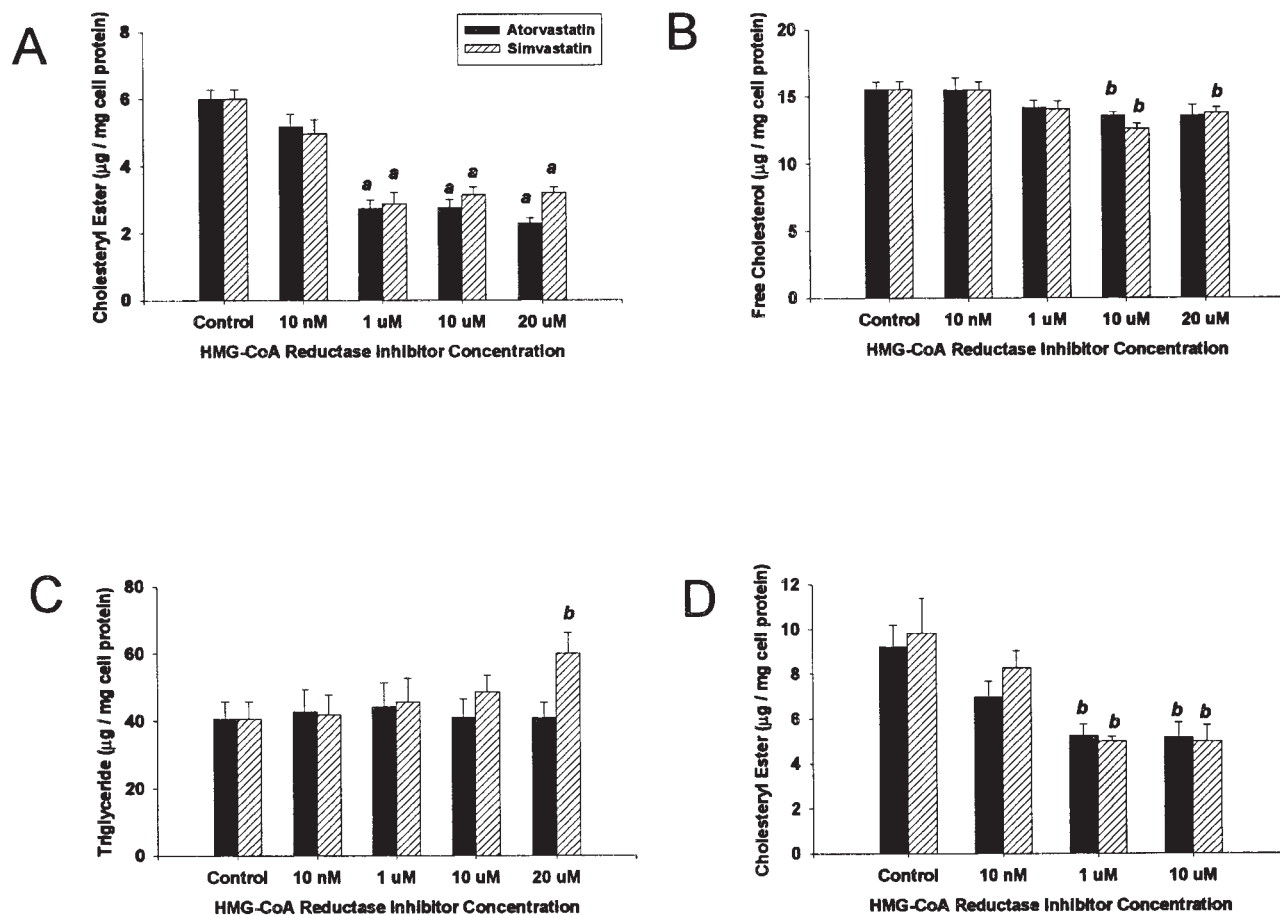 A
Cholesteryl Ester (µg / mg cell protein)
8
6
4
2
0
Atorvastatin
Simvastatin
a a a a a a
Control 10 nM 1 uM 10 uM 20 uM
HMG-CoA Reductase Inhibitor Concentration
B
Free Cholesterol (µg / mg cell protein)
20
15
10
5
0
b b b
Control 10 nM 1 uM 10 uM 20 uM
HMG-CoA Reductase Inhibitor Concentration
C
Triglyceride (µg / mg cell protein)
80
60
40
20
0
b
Control 10 nM 1 uM 10 uM 20 uM
HMG-CoA Reductase Inhibitor Concentration
D
Cholesteryl Ester (µg / mg cell protein)
12
10
8
6
4
2
0
b b b b
Control 10 nM 1 uM 10 uM
HMG-CoA Reductase Inhibitor Concentration